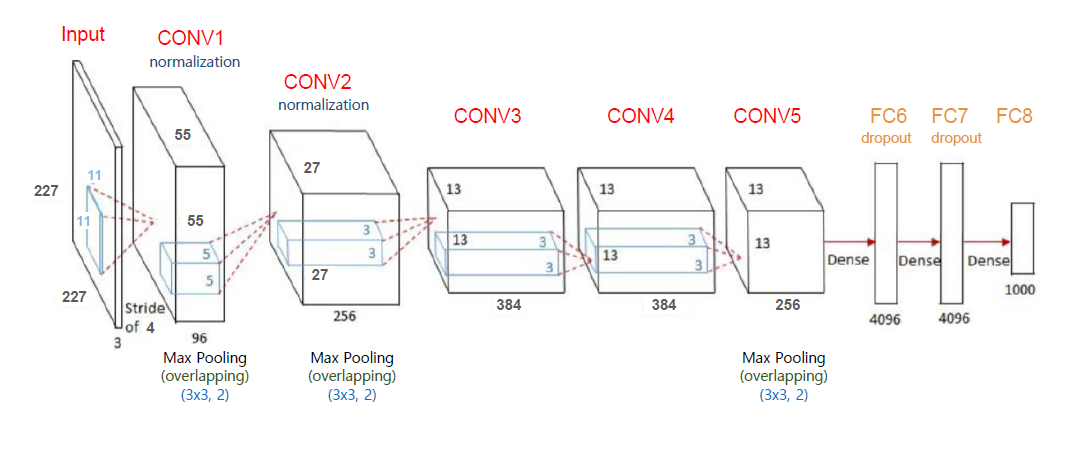 Input
227
11
11
227
3
CONV1
normalization
55
55
5
5
Stride
of 4
96
Max Pooling
(overlapping)
(3x3, 2)
CONV2
normalization
27
3
3
27
256
Max Pooling
(overlapping)
(3x3, 2)
CONV3
13
13
3
3
384
CONV4
13
13
3
3
384
CONV5
13
13
256
Max Pooling
(overlapping)
(3x3, 2)
Dense
FC6
dropout
4096
Dense
FC7
dropout
4096
Dense
FC8
1000